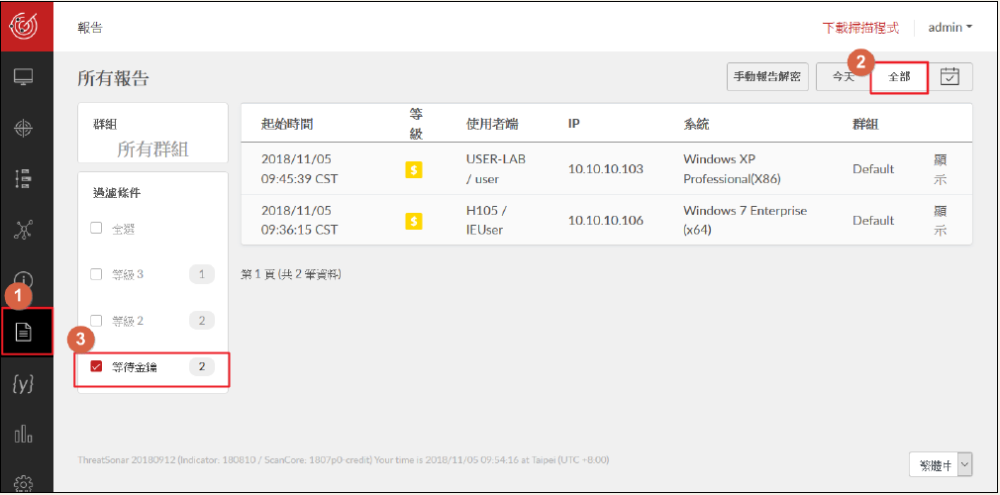 報告
下載掃描程式
admin
所有報告
手動報告解密
今天
2
全部
群組
所有群組
過濾條件
全選
等級 3
1
等級 2
2
3
等待金鑰
2
1
{y}
起始時間
等級
使用者端
IP
系統
群組
2018/11/05
09:45:39 CST
$
USER-LAB
/ user
10.10.10.103
Windows XP
Professional(X86)
Default
顯
示
2018/11/05
09:36:15 CST
$
H105 /
IEUser
10.10.10.106
Windows 7 Enterprise
(x64)
Default
顯
示
第 1 頁 (共 2 筆資料)
ThreatSonar 20180912 (Indicator: 180810 / ScanCore: 1807p0-credit) Your time is 2018/11/05 09:54:16 at Taipei (UTC +8:00)
繁體中